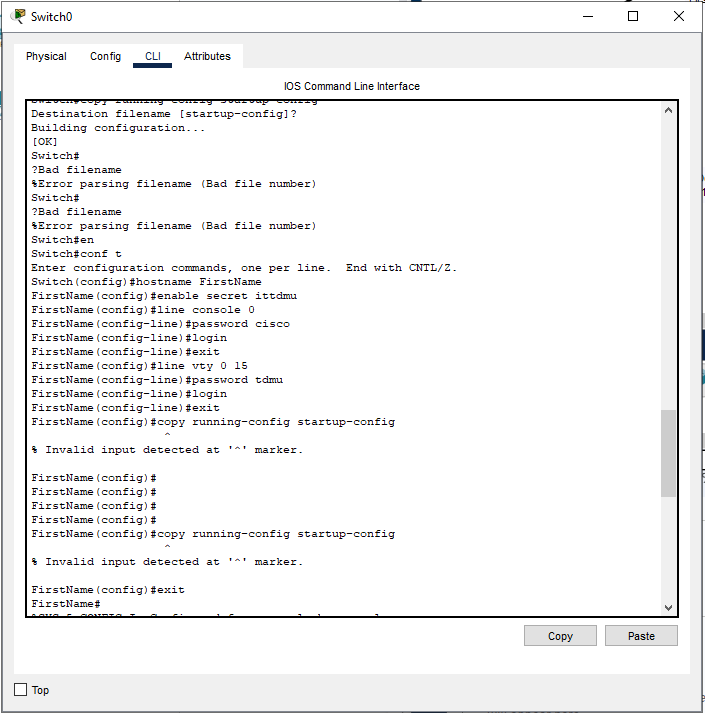 Switch0
Physical Config CLI Attributes
IOS Command Line Interface
Switch#copy running-config startup-config
Destination filename [startup-config]?
Building configuration...
[OK]
Switch#
?Bad filename
%Error parsing filename (Bad file number)
Switch#
?Bad filename
%Error parsing filename (Bad file number)
Switch#en
Switch#conf t
Enter configuration commands, one per line.  End with CNTL/Z.
Switch(config)#hostname FirstName
FirstName(config)#enable secret ittdmu
FirstName(config)#line console 0
FirstName(config-line)#password cisco
FirstName(config-line)#login
FirstName(config-line)#exit
FirstName(config)#line vty 0 15
FirstName(config-line)#password tdmu
FirstName(config-line)#login
FirstName(config-line)#exit
FirstName(config)#copy running-config startup-config
^
% Invalid input detected at '^' marker.
FirstName(config)#
FirstName(config)#
FirstName(config)#
FirstName(config)#
FirstName(config)#copy running-config startup-config
^
% Invalid input detected at '^' marker.
FirstName(config)#exit
FirstName#
Copy Paste
Top